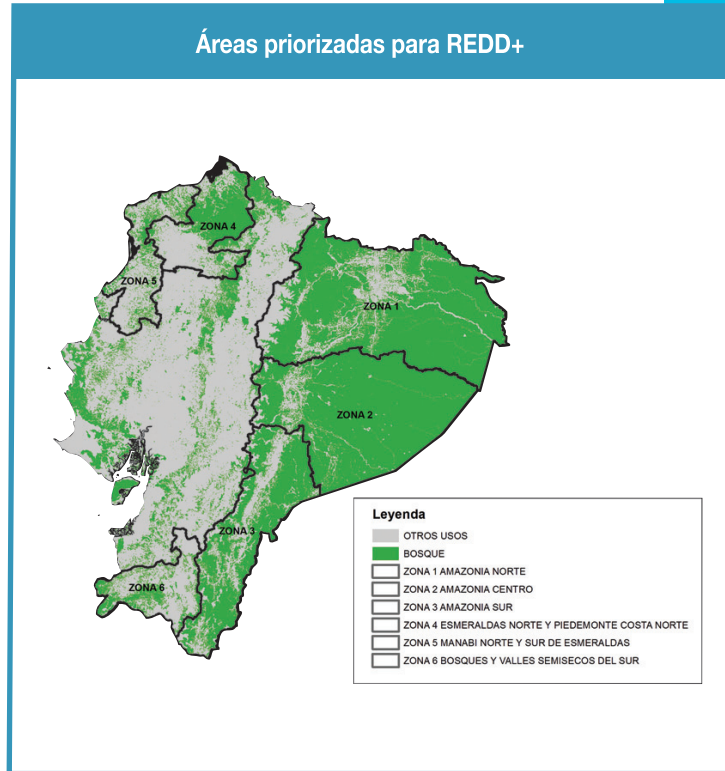 Áreas priorizadas para REDD+
ZONA 4
ZONA 5
ZONA 1
ZONA 2
ZONA 3
ZONA 6
Leyenda
OTROS USOS
BOSQUE
ZONA 1 AMAZONIA NORTE
ZONA 2 AMAZONIA CENTRO
ZONA 3 AMAZONIA SUR
ZONA 4 ESMERALDAS NORTE Y PIEDEMONTE COSTA NORTE
ZONA 5 MANABI NORTE Y SUR DE ESMERALDAS
ZONA 6 BOSQUES Y VALLES SEMISECOS DEL SUR